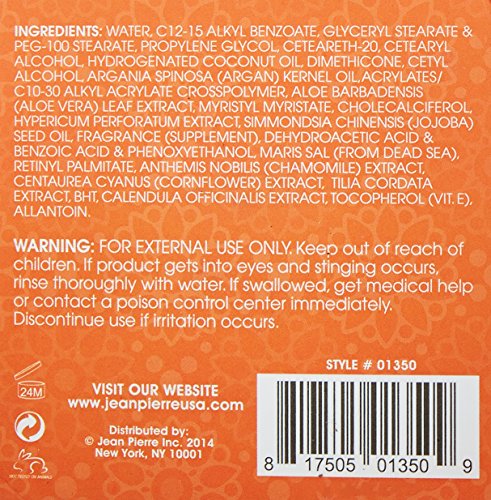 INGREDIENTS: WATER, C12-15 ALKYL BENZOATE, GLYCERYL STEARATE &
PEG-100 STEARATE, PROPYLENE GLYCOL, CETEARETH-20, CETEARYL
ALCOHOL, HYDROGENATED COCONUT OIL, DIMETHICONE, CETYL
ALCOHOL, ARGANIA SPINOSA (ARGAN) KERNEL OIL,ACRYLATES/
C10-30 ALKYL ACRYLATE CROSSPOLYMER, ALOE BARBADENSIS
(ALOE VERA) LEAF EXTRACT, MYRISTYL MYRISTATE, CHOLECALCIFEROL,
HYPERICUM PERFORATUM EXTRACT, SIMMONDSIA CHINENSIS (JOJOBA)
SEED OIL, FRAGRANCE (SUPPLEMENT), DEHYDROACETIC ACID &
BENZOIC ACID & PHENOXYETHANOL, MARIS SAL (FROM DEAD SEA),
RETINYL PALMITATE, ANTHEMIS NOBILIS (CHAMOMILE) EXTRACT,
CENTAUREA CYANUS (CORNFLOWER) EXTRACT, TILIA CORDATA
EXTRACT, BHT, CALENDULA OFFICINALIS EXTRACT, TOCOPHEROL (VIT. E),
ALLANTOIN.
WARNING: FOR EXTERNAL USE ONLY. Keep out of reach of
children. If product gets into eyes and stinging occurs,
rinse thoroughly with water. If swallowed, get medical help
or contact a poison control center immediately.
Discontinue use if irritation occurs.
STYLE # 01350
24M
VISIT OUR WEBSITE
www.jeanpierreusa.com
Distributed by:
© Jean Pierre Inc. 2014
New York, NY 10001
8 17505 01350 9
NOT TESTED ON ANIMALS